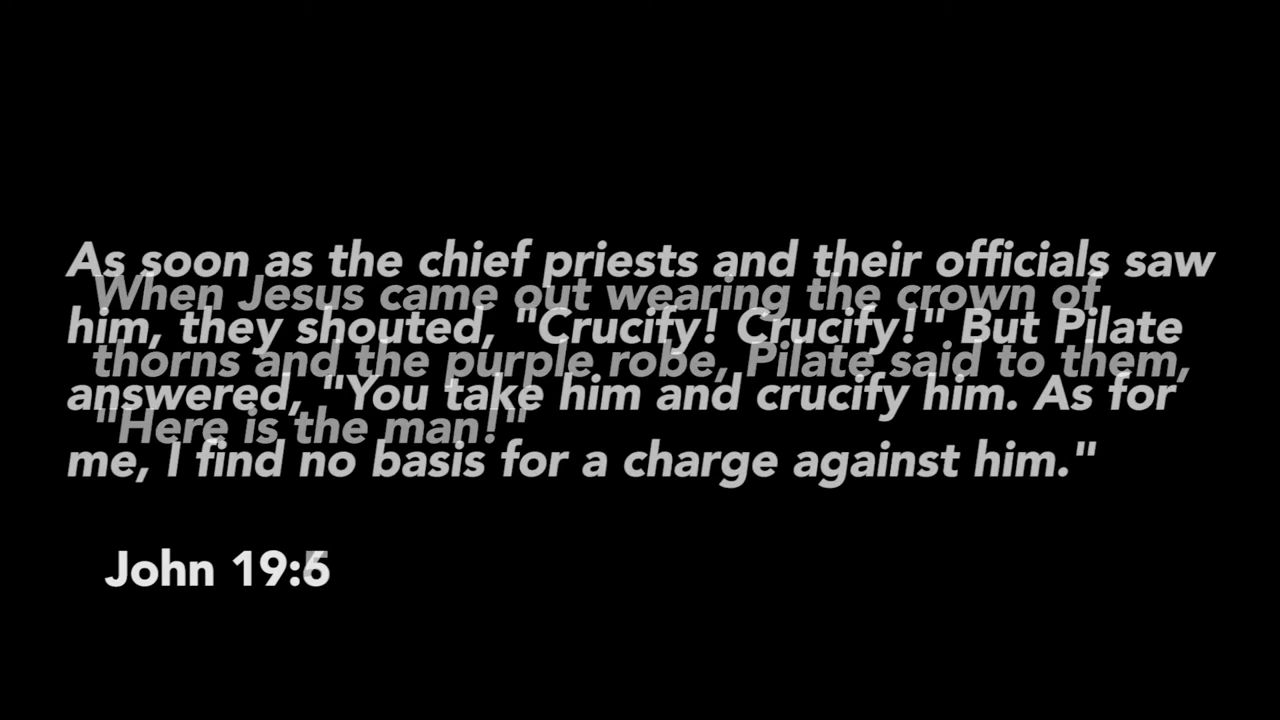 As soon as the chief priests and their officials saw
When Jesus came out wearing the crown of
him, they shouted, "Crucify! Crucify!" But Pilate
thorns and the purple robe, Pilate said to them,
answered, "You take him and crucify him. As for
"Here is the man!"
me, I find no basis for a charge against him."
John 19:6